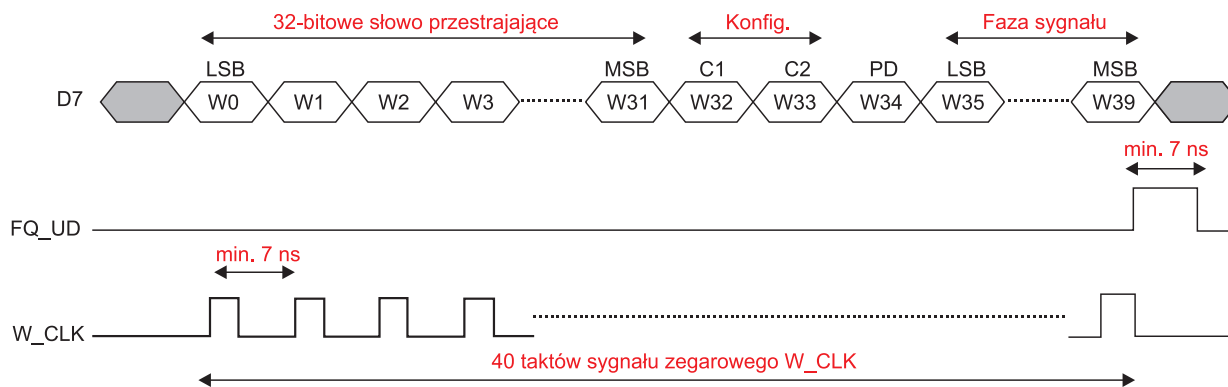 32-bitowe słowo przestrajające Konfig. Faza sygnału
LSB MSB C1 C2 PD LSB MSB
D7 W0 W1 W2 W3 W31 W32 W33 W34 W35 W39
min. 7 ns
FQ_UD
min. 7 ns
W_CLK
40 taktów sygnału zegarowego W_CLK